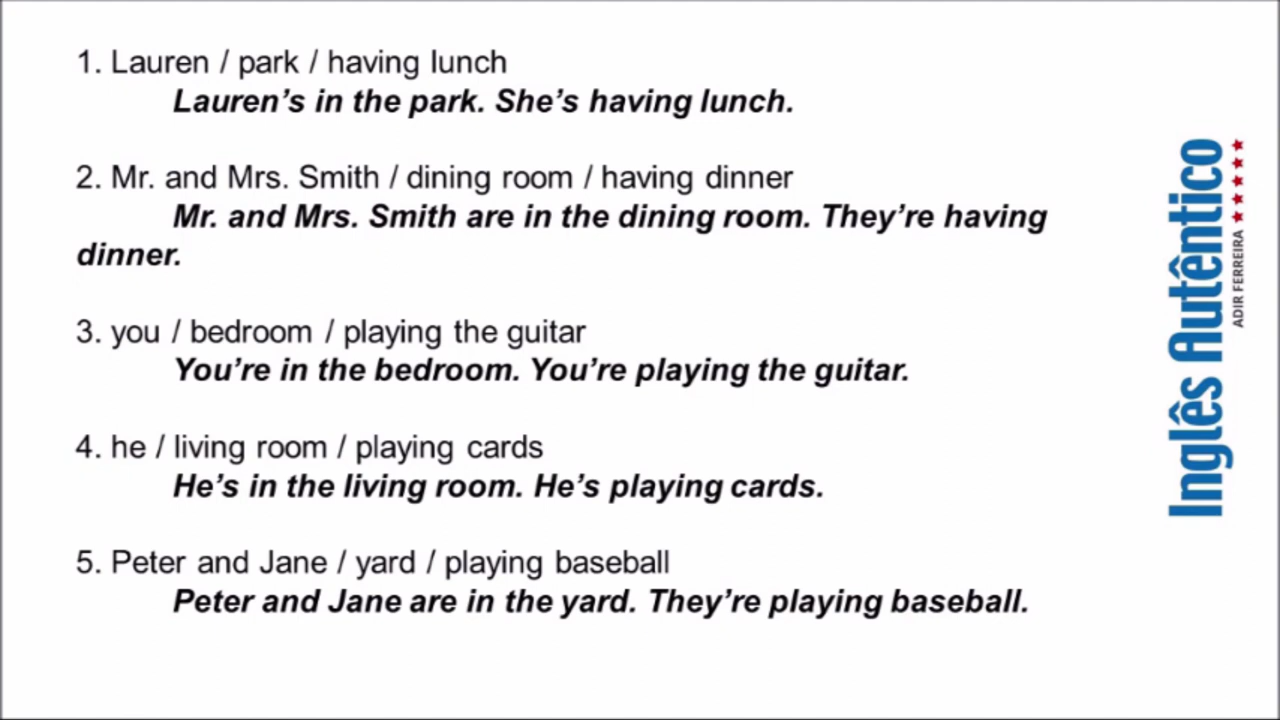 1. Lauren / park / having lunch
Lauren’s in the park. She’s having lunch.
2. Mr. and Mrs. Smith / dining room / having dinner
Mr. and Mrs. Smith are in the dining room. They’re having
dinner.
3. you / bedroom / playing the guitar
You’re in the bedroom. You’re playing the guitar.
4. he / living room / playing cards
He’s in the living room. He’s playing cards.
5. Peter and Jane / yard / playing baseball
Peter and Jane are in the yard. They’re playing baseball.
Inglês Autêntico
ADIR FERREIRA